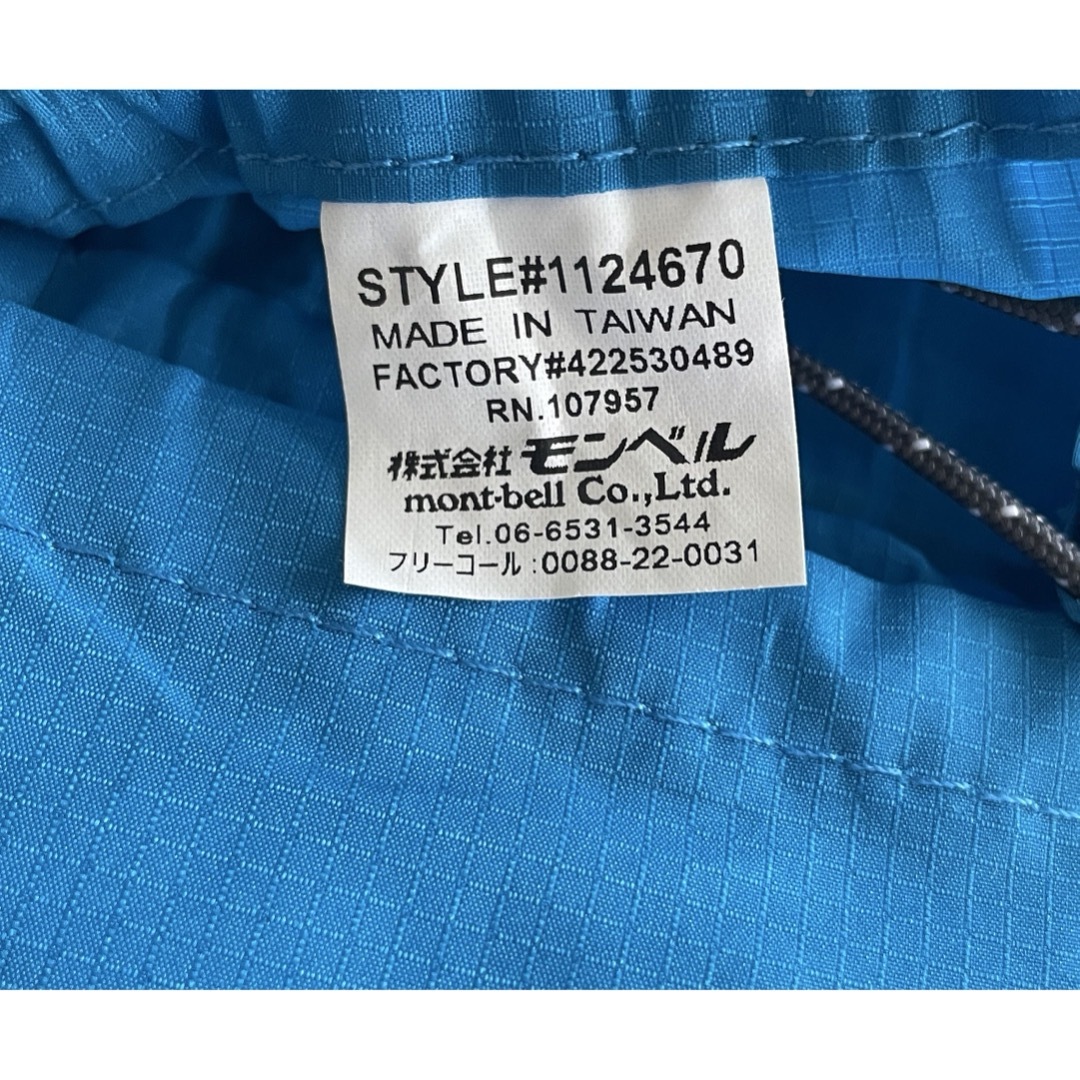 STYLE#1124670
MADE IN TAIWAN
FACTORY#422530489
RN.107957
株式会社 モンベル
mont-bell Co.,Ltd.
Tel.06-6531-3544
フリーコール:0088-22-0031